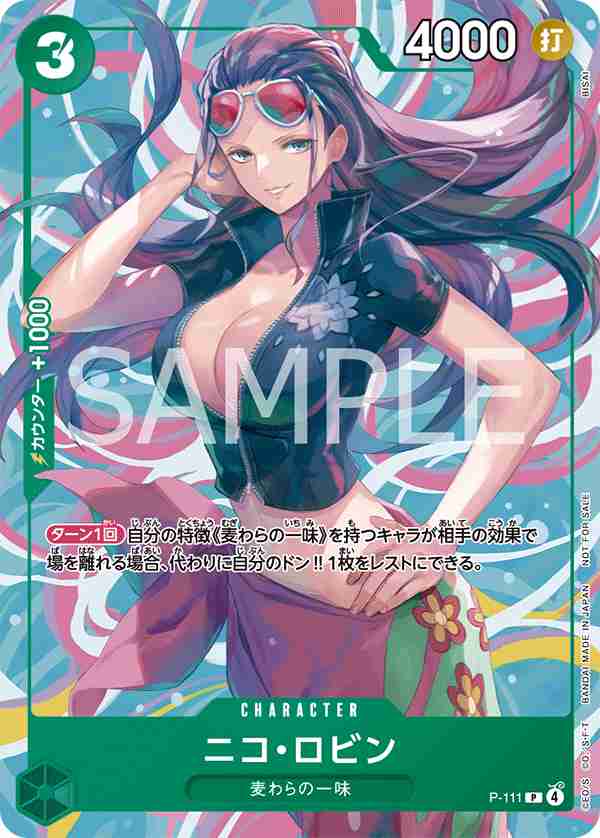 3
4000
打
BISAI
カウンター +1000
SAMPLE
ターン1回 自分の特徴《麦わらの一味》を持つキャラが相手の効果で
場を離れる場合、代わりに自分のドン!!1枚をレストにできる。
NOT FOR SALE
BANDAI MADE IN JAPAN
©E.O/S. ©O./S・F・T
CHARACTER
ニコ・ロビン
麦わらの一味
P-111 P 4